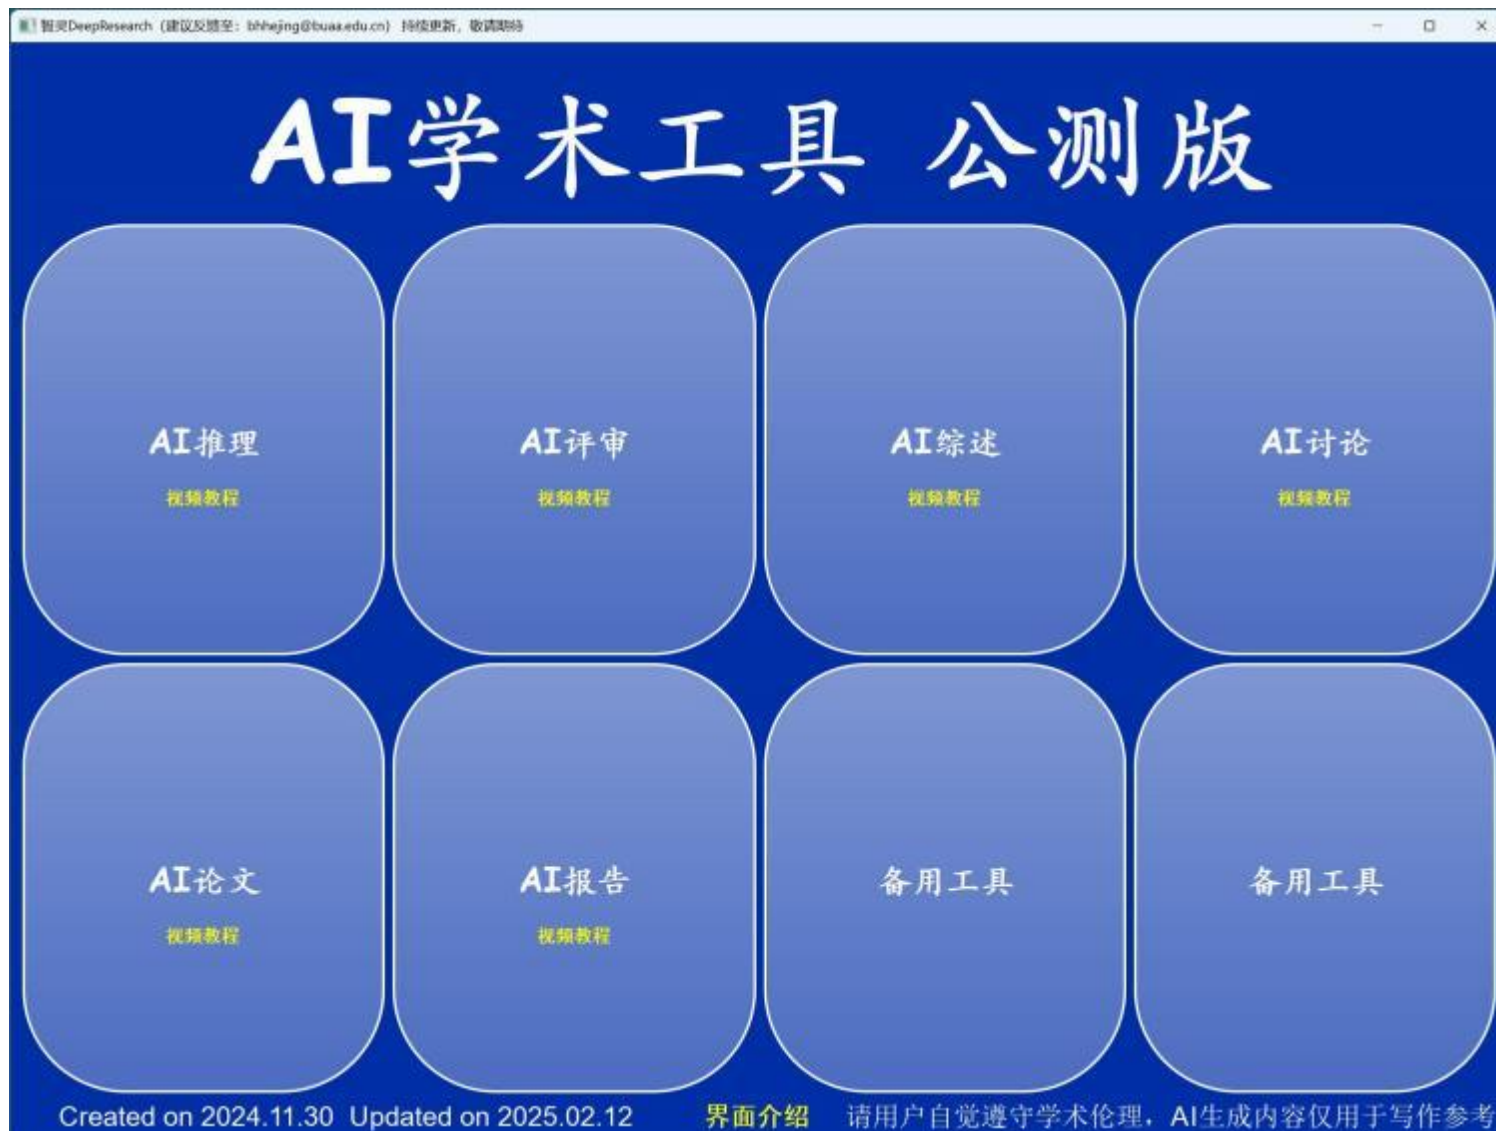 智灵DeepResearch（建议反馈至：bhhejing@buaa.edu.cn） 持续更新，敬请期待
AI学术工具 公测版
AI推理 AI评审 AI综述 AI讨论
视频教程 视频教程 视频教程 视频教程
AI论文 AI报告 备用工具 备用工具
视频教程 视频教程
Created on 2024.11.30 Updated on 2025.02.12 界面介绍 请用户自觉遵守学术伦理，AI生成内容仅用于写作参考